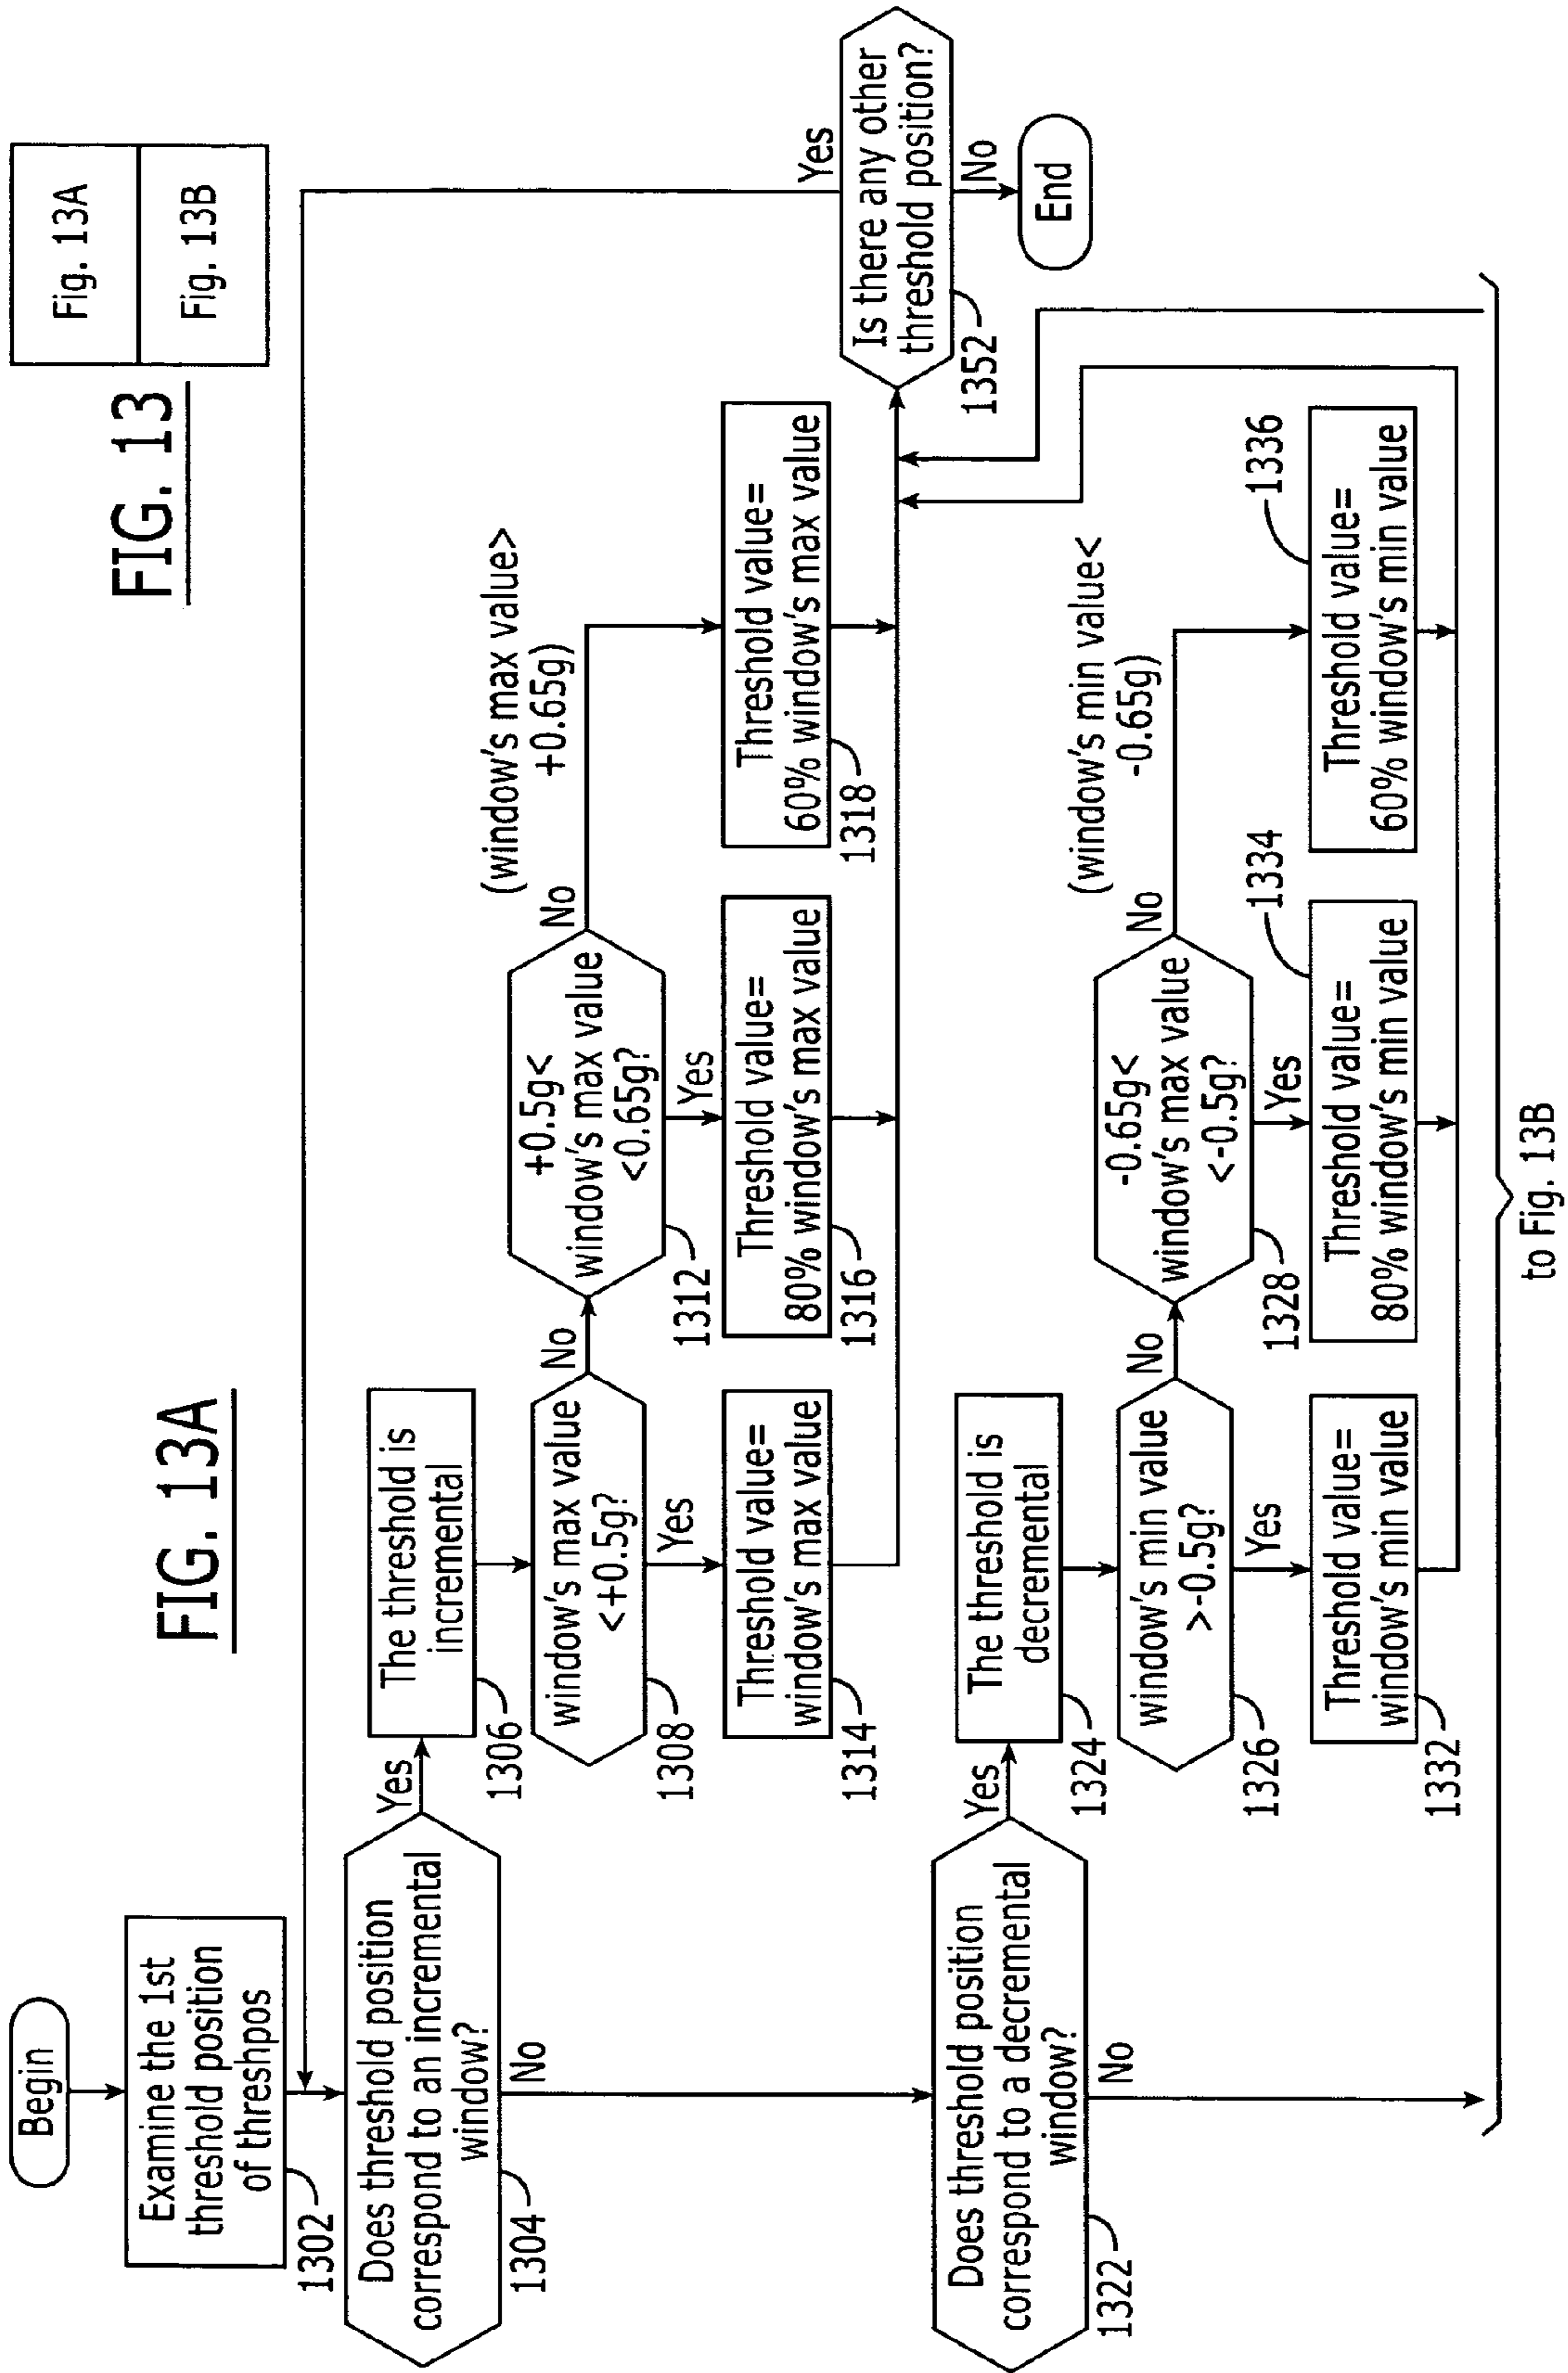 FIG. 13A
FIG. 13
Fig. 13A
Fig. 13B
Begin
Examine the 1st
threshold position
of threshpos
1302
Does threshold position
correspond to an incremental
window?
1304
Yes
No
The threshold is
incremental
1306
window's max value
<+0.5g?
1308
No
Yes
+0.5g<
window's max value
<0.65g?
1312
No
(window's max value>
+0.65g)
Yes
Threshold value=
window's max value
1314
Threshold value=
80% window's max value
1316
Threshold value=
60% window's max value
1318
Is there any other
threshold position?
1352
Yes
No
End
Does threshold position
correspond to a decremental
window?
1322
Yes
No
The threshold is
decremental
1324
window's min value
>-0.5g?
1326
No
Yes
-0.65g<
window's max value
<-0.5g?
1328
No
(window's min value<
-0.65g)
Yes
Threshold value=
window's min value
1332
Threshold value=
80% window's min value
1334
Threshold value=
60% window's min value
1336
to Fig. 13B